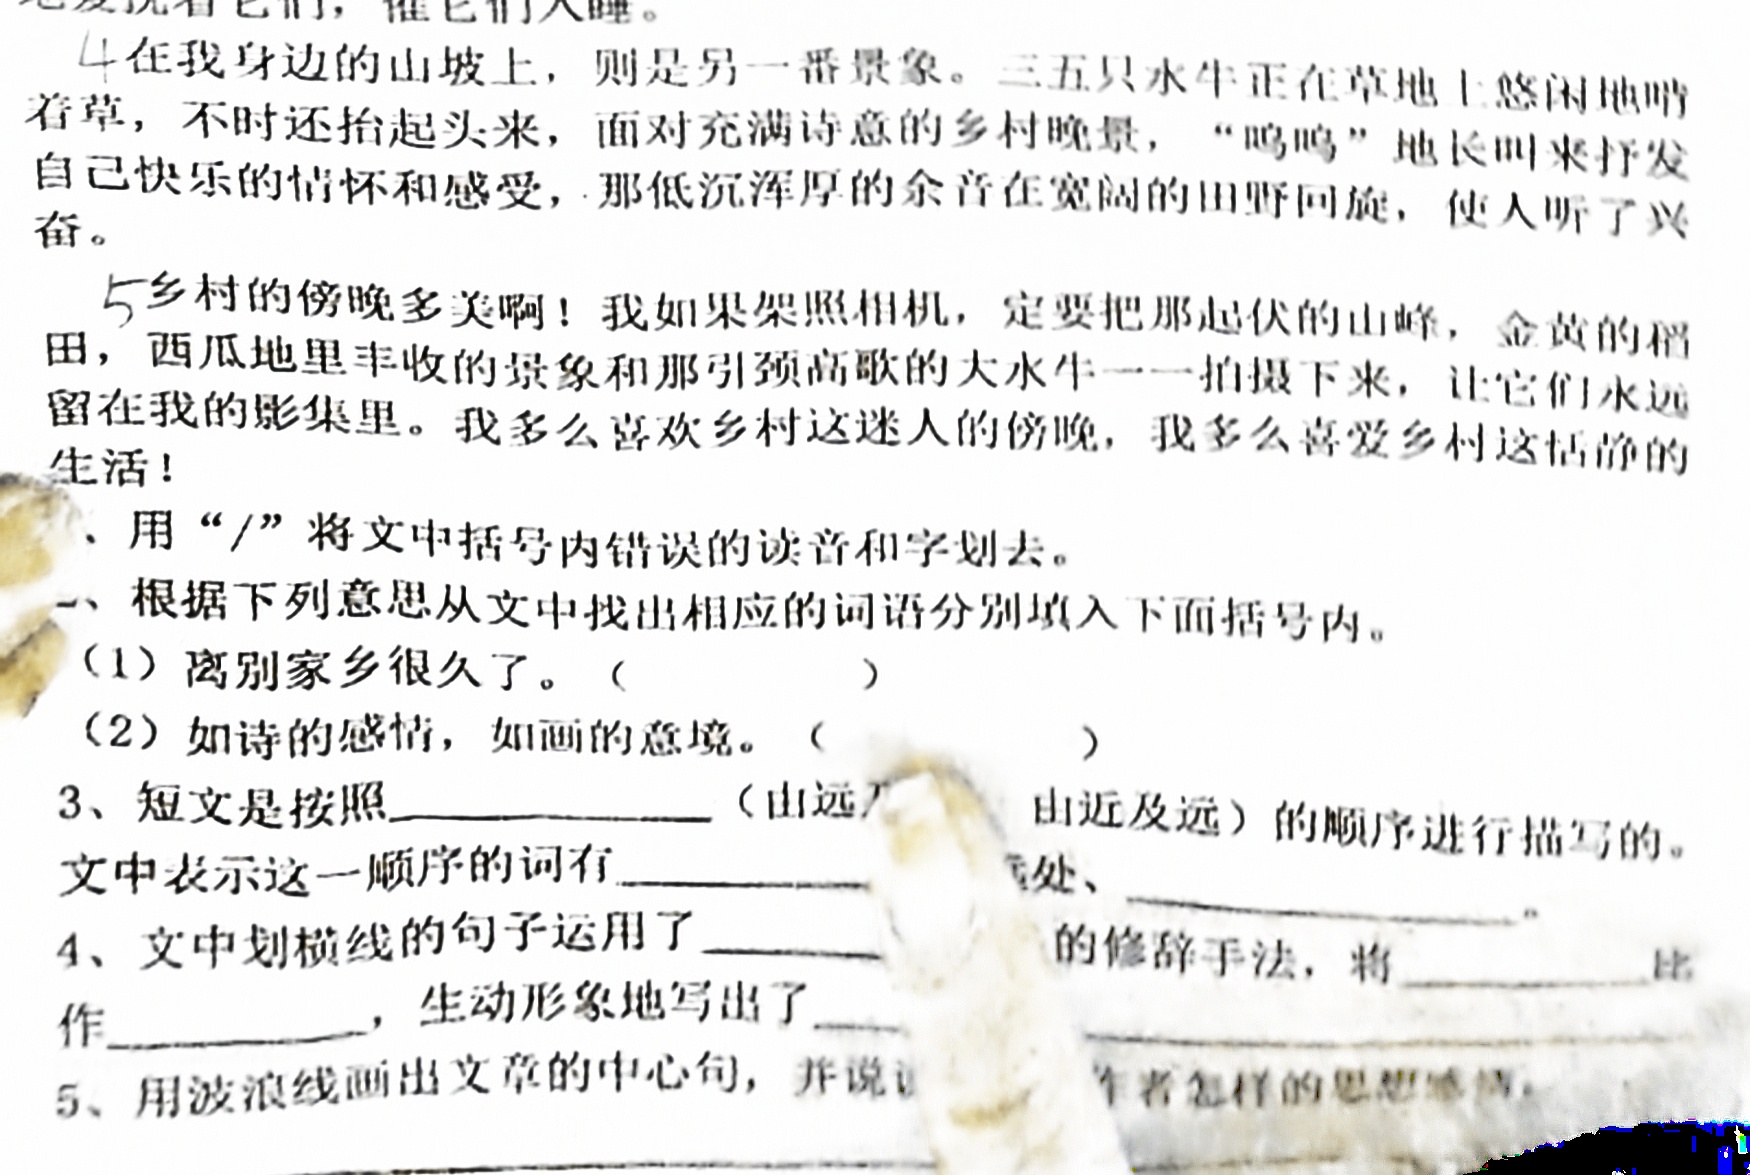 着它们，催它们入睡。
4在我身边的山坡上，则是另一番景象。三五只水牛正在草地上悠闲地哨
着草，不时还抬起头来，面对充满诗意的乡村晚景，“呜呜”地长叫来抒发
自己快乐的情怀和感受，那低沉浑厚的余音在宽阔的田野回旋，使人听了兴
奋。
5乡村的傍晚多美啊！我如果架照相机，定要把那起伏的山峰，金黄的稻
田，西瓜地里丰收的景象和那引颈高歌的大水牛一一拍摄下来，让它们永远
留在我的影集里。我多么喜欢乡村这迷人的傍晚，我多么喜爱乡村这恬静的
生活！
、用“/”将文中括号内错误的读音和字划去。
、根据下列意思从文中找出相应的词语分别填入下面括号内。
（1）离别家乡很久了。（ ）
（2）如诗的感情，如画的意境。（ ）
3、短文是按照________（由远 由近及远）的顺序进行描写的。
文中表示这一顺序的词有________处、________。
4、文中划横线的句子运用了________的修辞手法，将________比
作________，生动形象地写出了________
5、用波浪线画出文章的中心句，并说 作者怎样的思想感情。